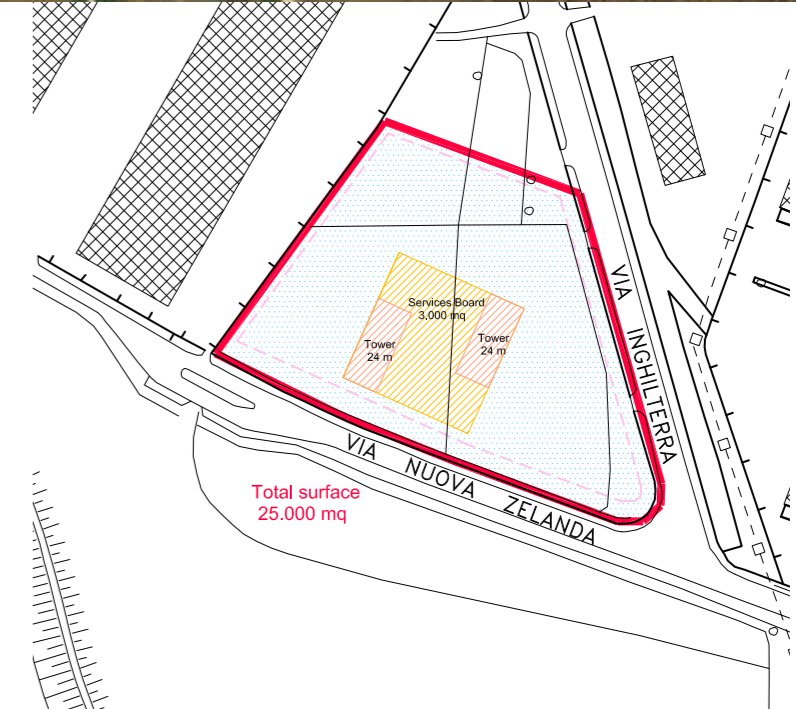 Services Board
3,000 mq
Tower
24 m
Tower
24 m
VIA INGHILTERRA
VIA NUOVA ZELANDA
Total surface
25.000 mq